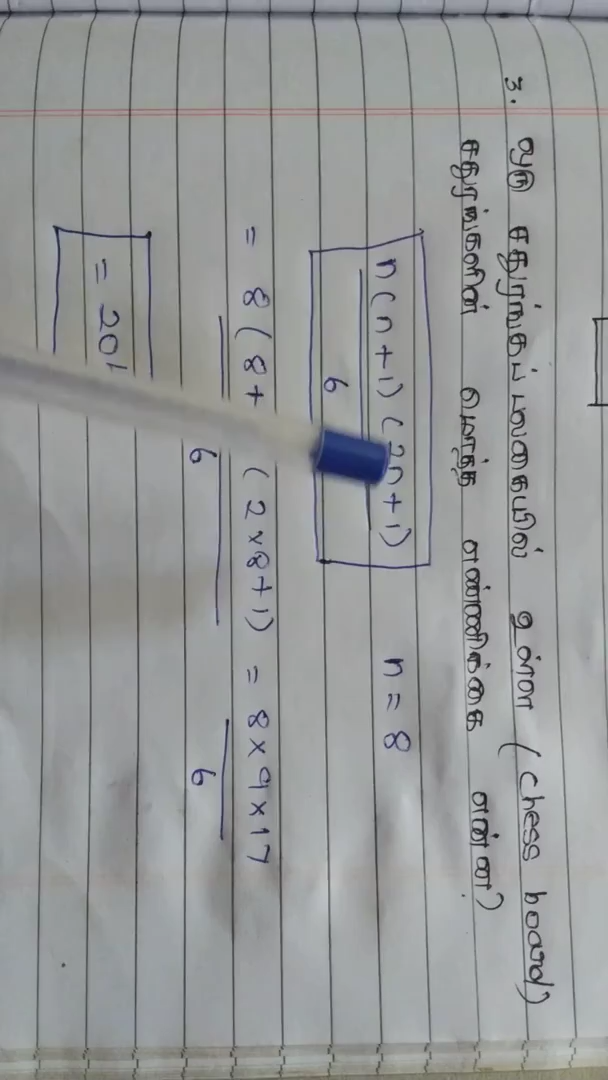 3. ஒரு சதுரங்கப் பலகையில் உள்ள (chess board)
சதுரங்களின் மொத்த எண்ணிக்கை என்ன?
n(n+1)(2n+1) n = 8
6
= 8(8+ (2×8+1) = 8×9×17
6 6
= 20